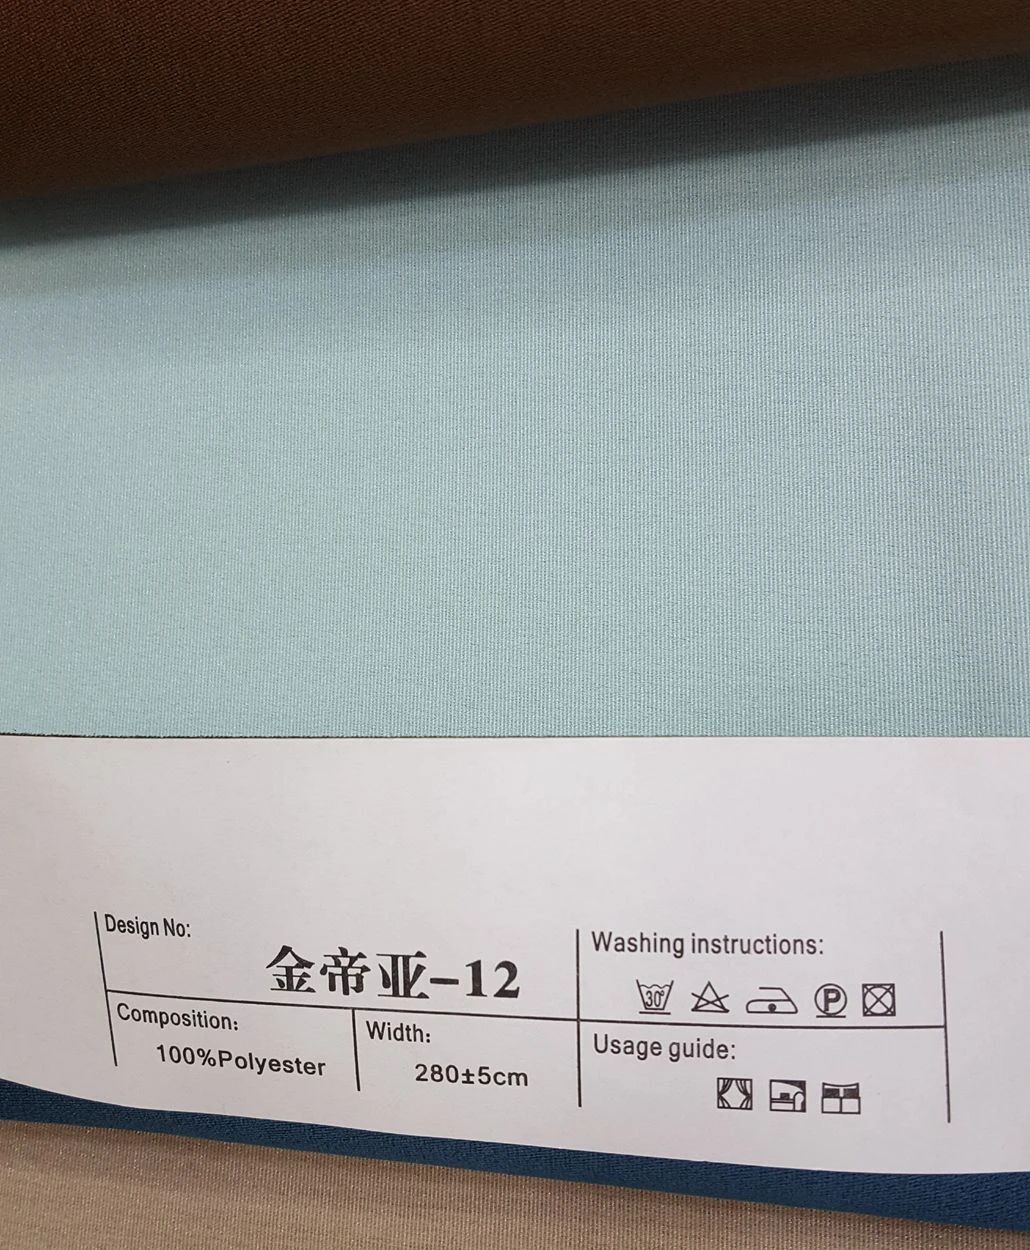 Design No:
金帝亚-12
Composition:
100%Polyester
Width:
280±5cm
Washing instructions:
30°
P
Usage guide: